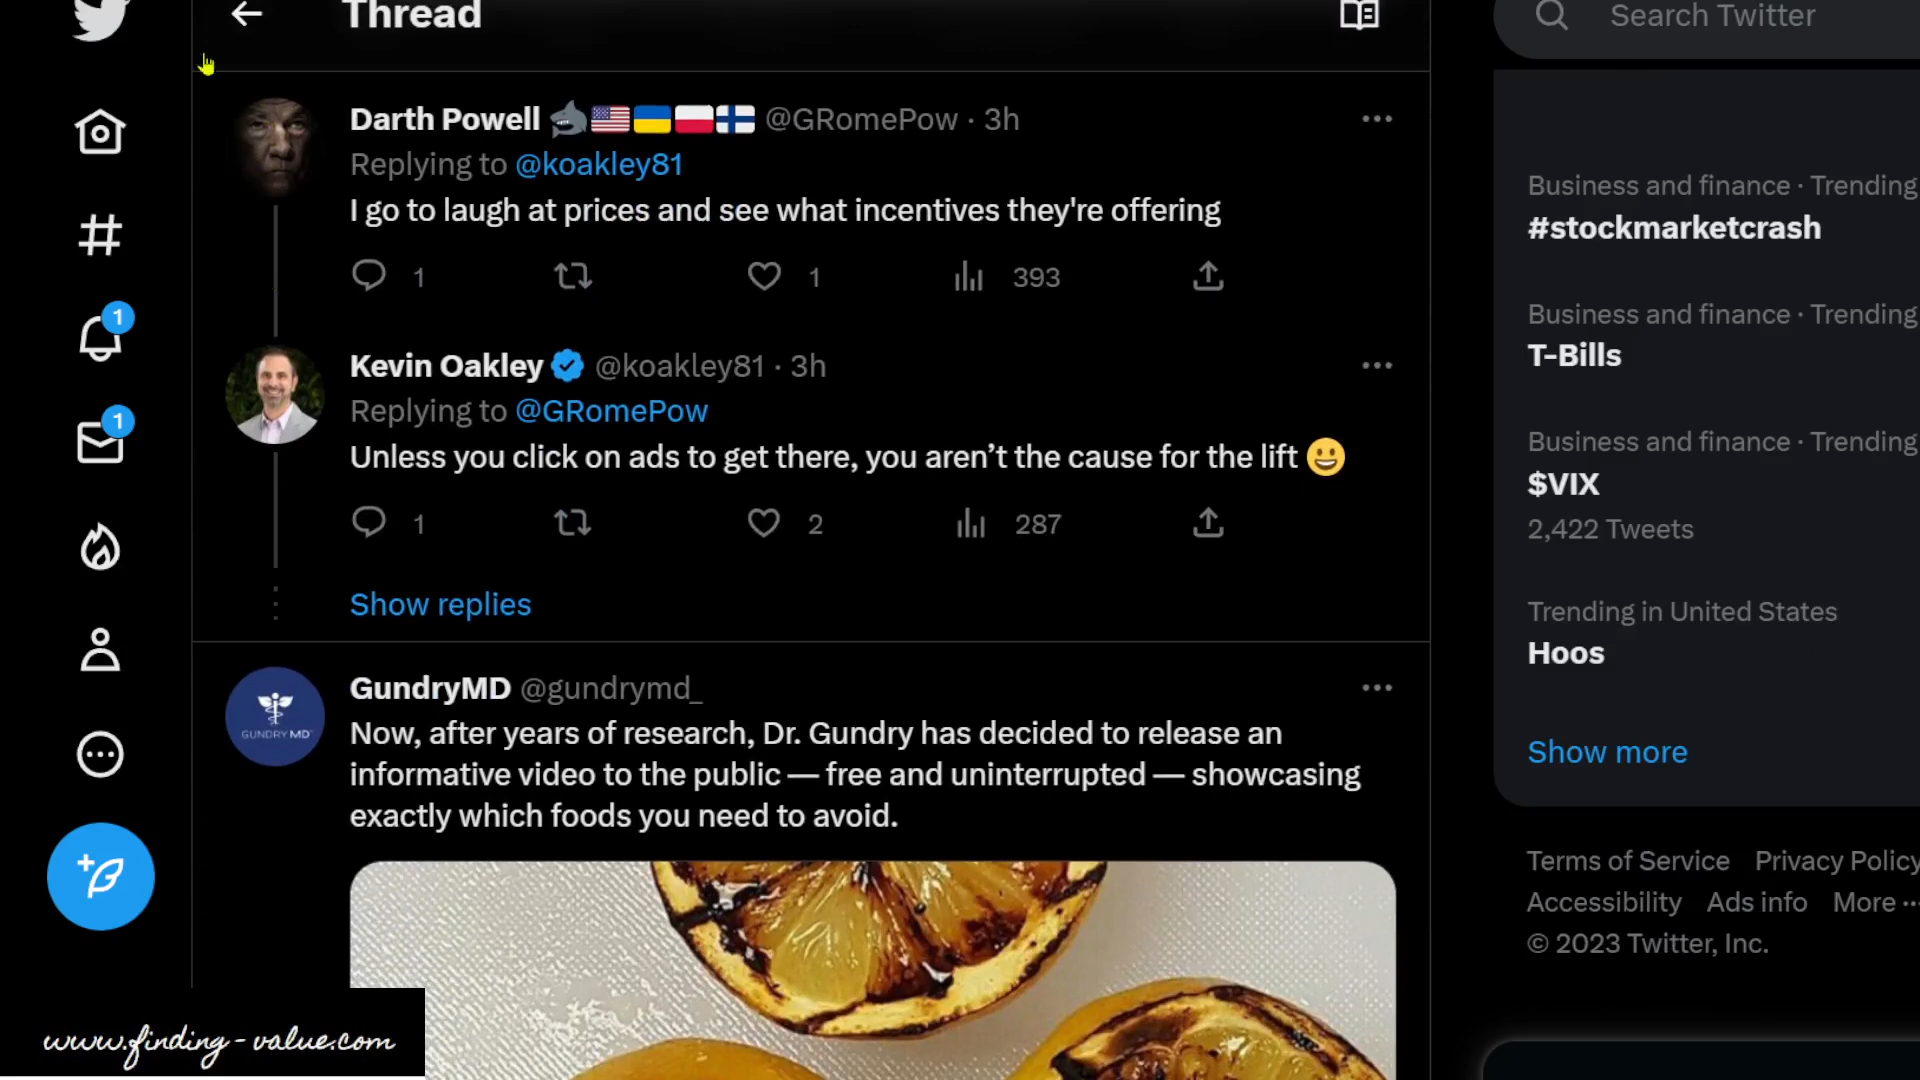 Thread
Search Twitter
Darth Powell 🦈🇺🇸🇺🇦🇵🇱🇫🇮 @GRomePow · 3h
Replying to @koakley81
I go to laugh at prices and see what incentives they're offering
1 1 393
Kevin Oakley @koakley81 · 3h
Replying to @GRomePow
Unless you click on ads to get there, you aren’t the cause for the lift 😀
1 2 287
Show replies
GundryMD @gundrymd_
Now, after years of research, Dr. Gundry has decided to release an
informative video to the public — free and uninterrupted — showcasing
exactly which foods you need to avoid.
GUNDRY MD
1
1
Business and finance · Trending
#stockmarketcrash
Business and finance · Trending
T-Bills
Business and finance · Trending
$VIX
2,422 Tweets
Trending in United States
Hoos
Show more
Terms of Service Privacy Policy
Accessibility Ads info More ···
© 2023 Twitter, Inc.
www.finding-value.com